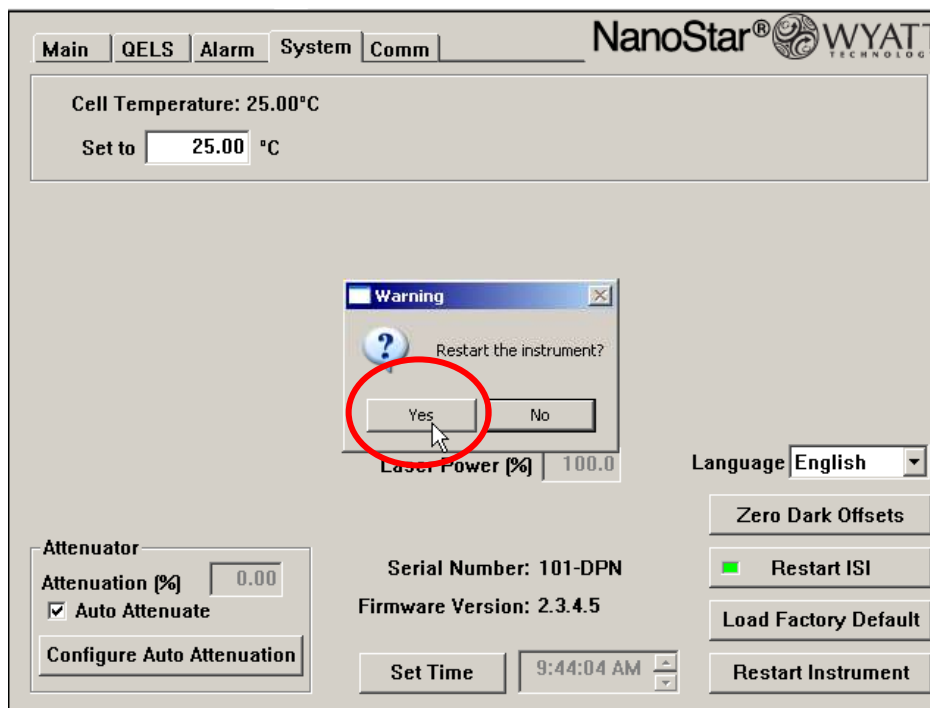 Main QELS Alarm System Comm
NanoStar® WYATT
TECHNOLOG
Cell Temperature: 25.00°C
Set to 25.00 °C
Warning
Restart the instrument?
Yes No
Laser Power (%) 100.0
Language English
Zero Dark Offsets
Attenuator
Attenuation (%) 0.00
Auto Attenuate
Configure Auto Attenuation
Serial Number: 101-DPN
Firmware Version: 2.3.4.5
Set Time 9:44:04 AM
Restart ISI
Load Factory Default
Restart Instrument